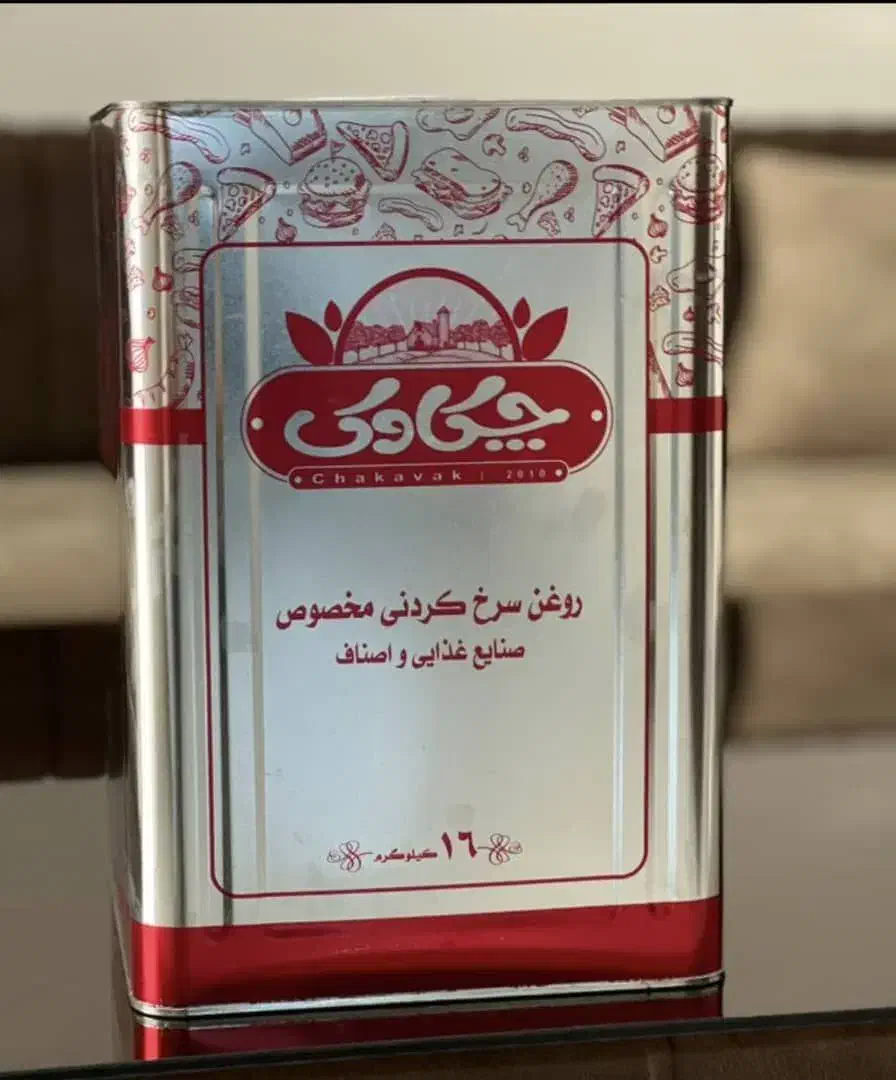 چکاوک
Chakavak : 2010
روغن سرخ کردنی مخصوص
صنایع غذایی و اصناف
۱۶ کیلوگرم